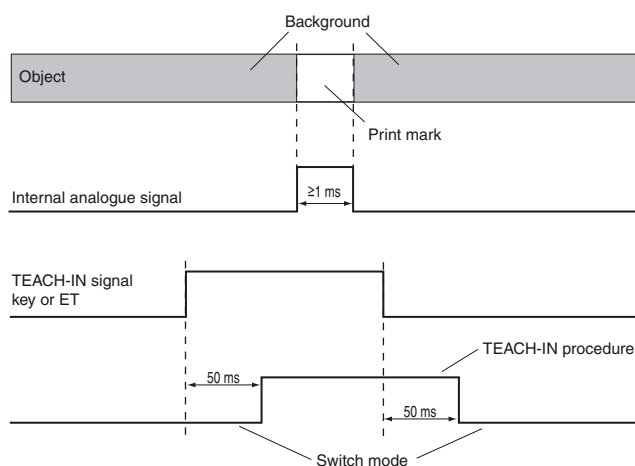 Background
Object
Print mark
≥1 ms
Internal analogue signal
TEACH-IN signal
key or ET
TEACH-IN procedure
50 ms
50 ms
Switch mode